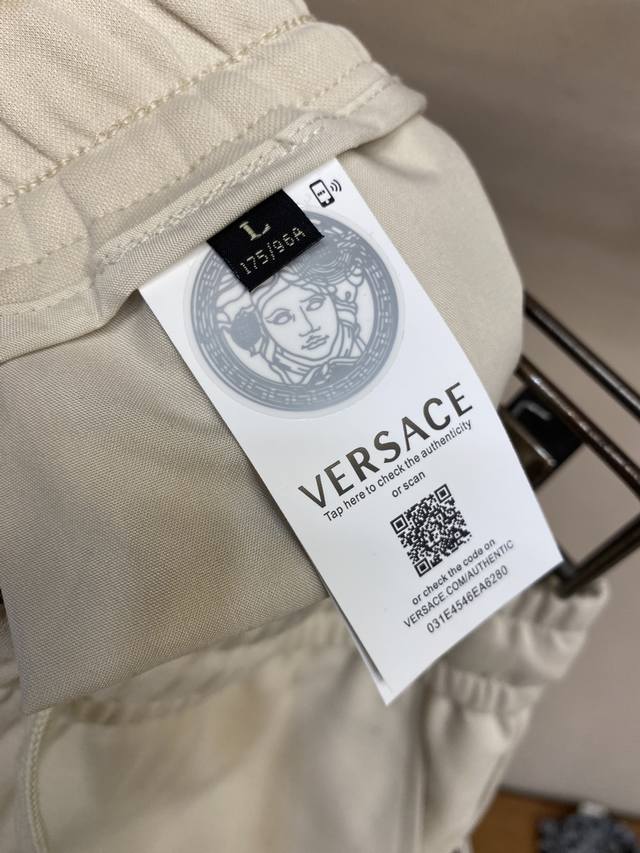 L
175/96A
VERSACE
Tap here to check the authenticity
or scan
or check the code on
VERSACE.COM/AUTHENTIC
031E4546EA6280